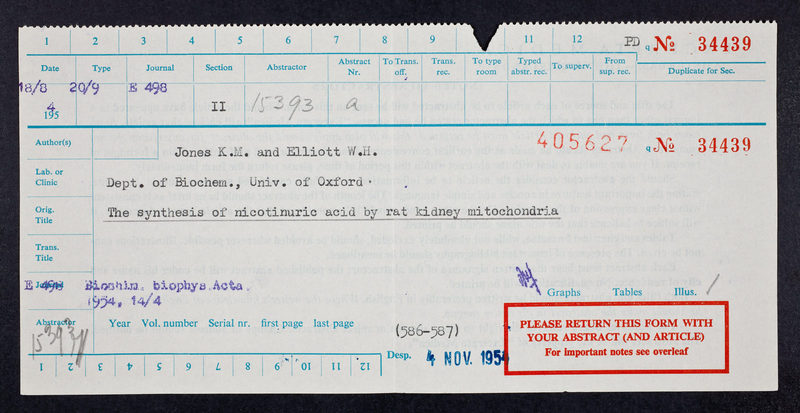 1 2 3 4 5 6 7 8 9 11 12 PD q No 34439
Date Type Journal Section Abstractor Abstract Nr. To Trans. off. Trans. rec. To type room Typed abstr. rec. To superv. From sup. rec. Duplicate for Sec.
18/8 20/9 E 498 II 15393 a
4
195
Author(s) Jones K.M. and Elliott W.H. 405627 q No 34439
Lab. or Clinic Dept. of Biochem., Univ. of Oxford.
Orig. Title The synthesis of nicotinuric acid by rat kidney mitochondria
Trans. Title
E 498 Journal Biochim. biophys. Acta.
1954, 14/4
Graphs Tables Illus. /
Abstractor Year Vol. number Serial nr. first page last page (586-587)
15393
Desp. 4 NOV. 1954
PLEASE RETURN THIS FORM WITH
YOUR ABSTRACT (AND ARTICLE)
For important notes see overleaf
1 2 3 4 5 6 7 8 9 10 11 12